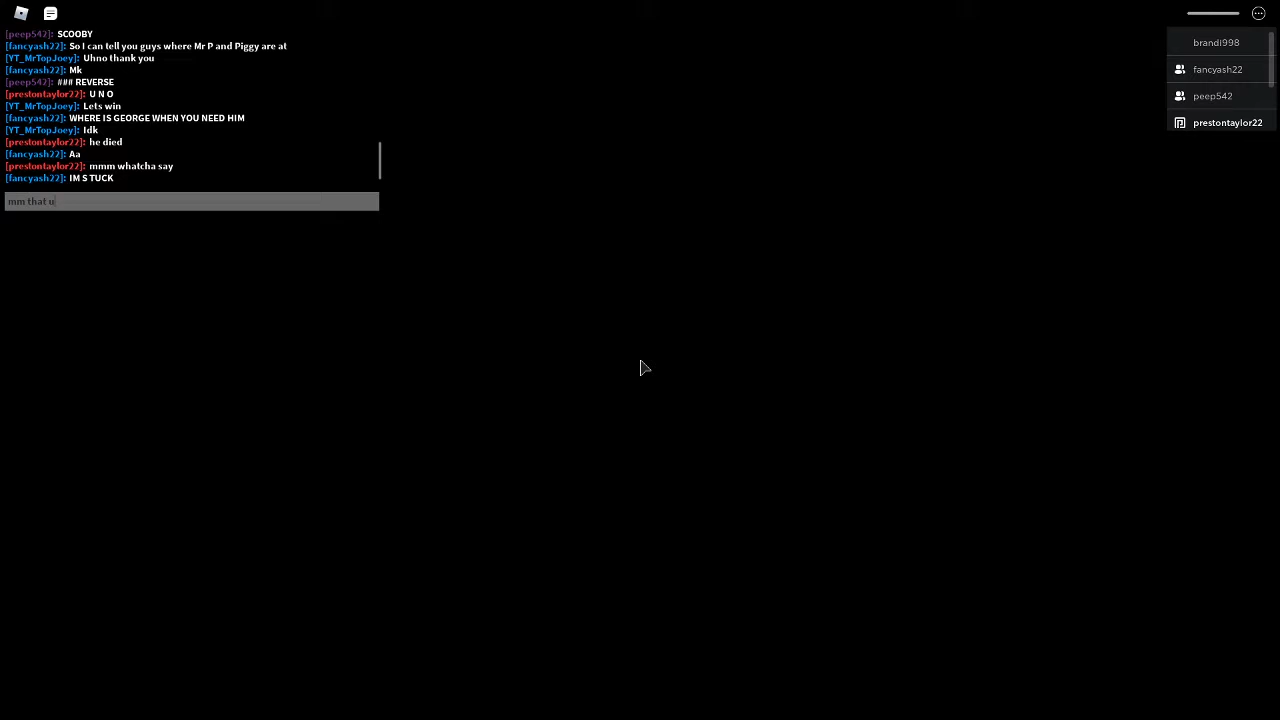 [peep542]: SCOOBY
[fancyash22]: So I can tell you guys where Mr P and Piggy are at
[YT_MrTopJoey]: Uhno thank you
[fancyash22]: Mk
[peep542]: ### REVERSE
[prestontaylor22]: U N O
[YT_MrTopJoey]: Lets win
[fancyash22]: WHERE IS GEORGE WHEN YOU NEED HIM
[YT_MrTopJoey]: Idk
[prestontaylor22]: he died
[fancyash22]: Aa
[prestontaylor22]: mmm whatcha say
[fancyash22]: IM S TUCK
mm that u
brandl998
fancyash22
peep542
prestontaylor22